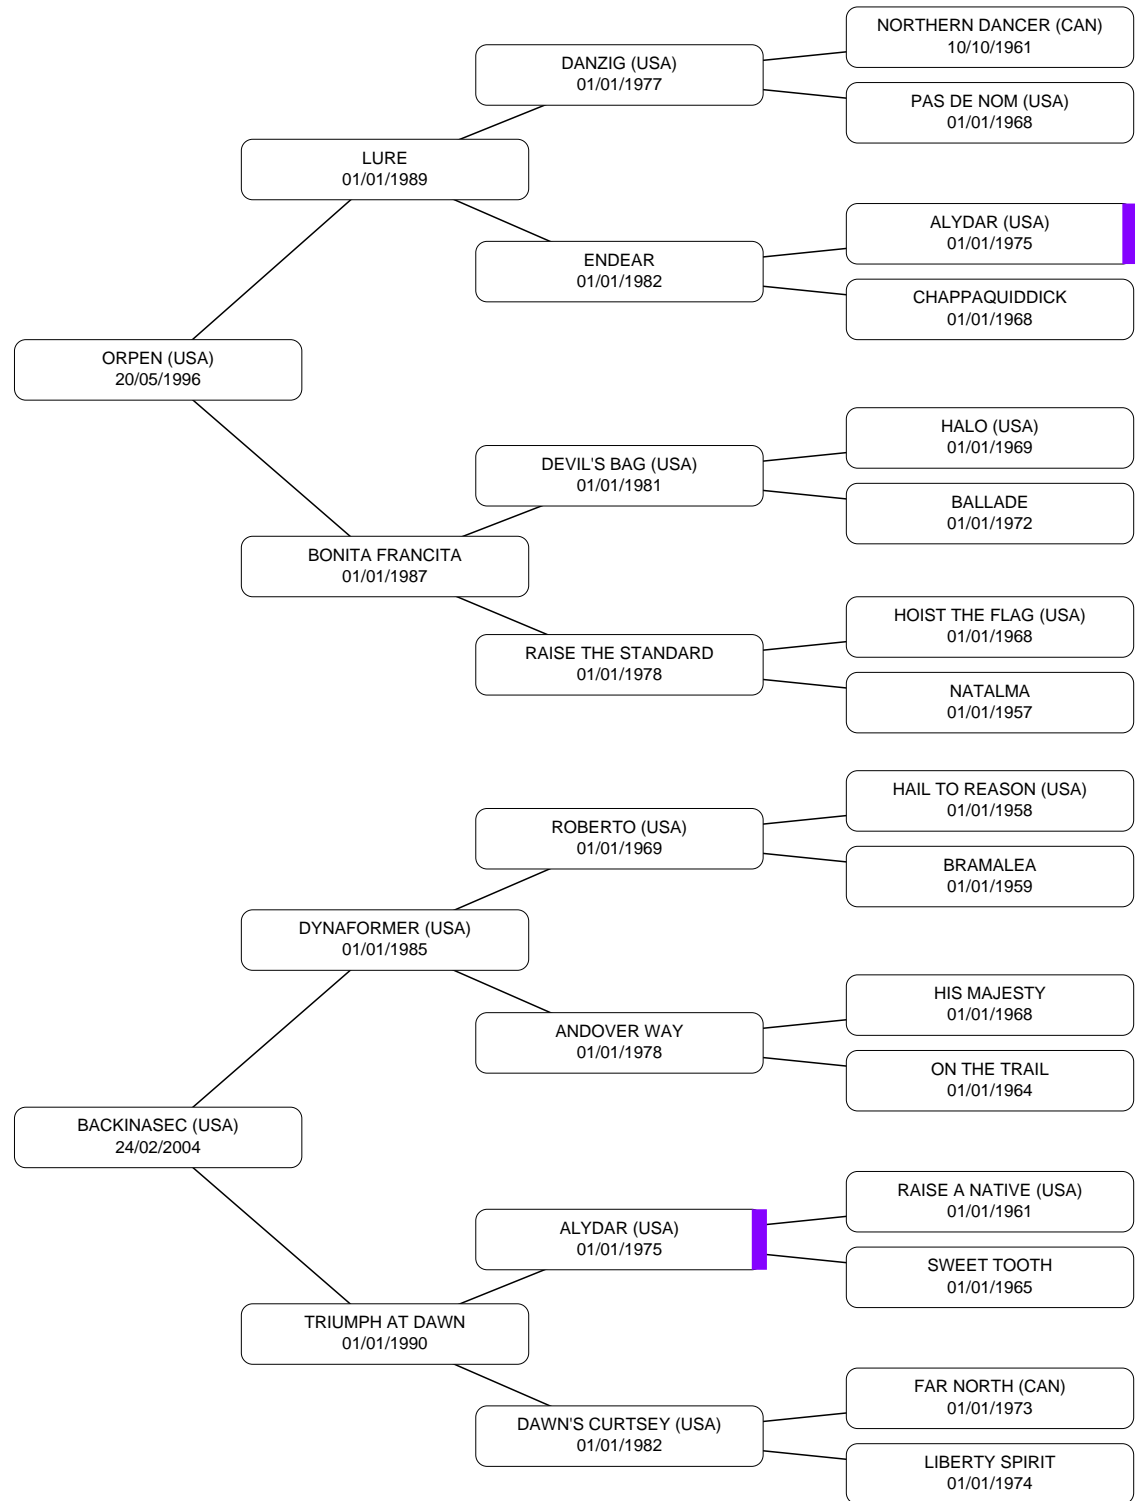 NORTHERN DANCER (CAN)
10/10/1961
DANZIG (USA)
01/01/1977
PAS DE NOM (USA)
01/01/1968
LURE
01/01/1989
ALYDAR (USA)
01/01/1975
ENDEAR
01/01/1982
CHAPPAQUIDDICK
01/01/1968
ORPEN (USA)
20/05/1996
HALO (USA)
01/01/1969
DEVIL'S BAG (USA)
01/01/1981
BALLADE
01/01/1972
BONITA FRANCITA
01/01/1987
HOIST THE FLAG (USA)
01/01/1968
RAISE THE STANDARD
01/01/1978
NATALMA
01/01/1957
HAIL TO REASON (USA)
01/01/1958
ROBERTO (USA)
01/01/1969
BRAMALEA
01/01/1959
DYNAFORMER (USA)
01/01/1985
HIS MAJESTY
01/01/1968
ANDOVER WAY
01/01/1978
ON THE TRAIL
01/01/1964
BACKINASEC (USA)
24/02/2004
RAISE A NATIVE (USA)
01/01/1961
ALYDAR (USA)
01/01/1975
SWEET TOOTH
01/01/1965
TRIUMPH AT DAWN
01/01/1990
FAR NORTH (CAN)
01/01/1973
DAWN'S CURTSEY (USA)
01/01/1982
LIBERTY SPIRIT
01/01/1974